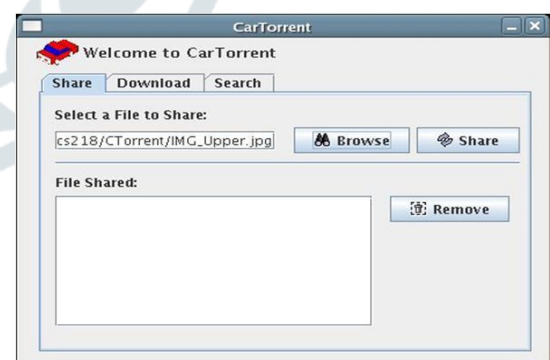 CarTorrent
Welcome to CarTorrent
Share Download Search
Select a File to Share:
cs218/CTorrent/IMG_Upper.jpg Browse Share
File Shared:
Remove